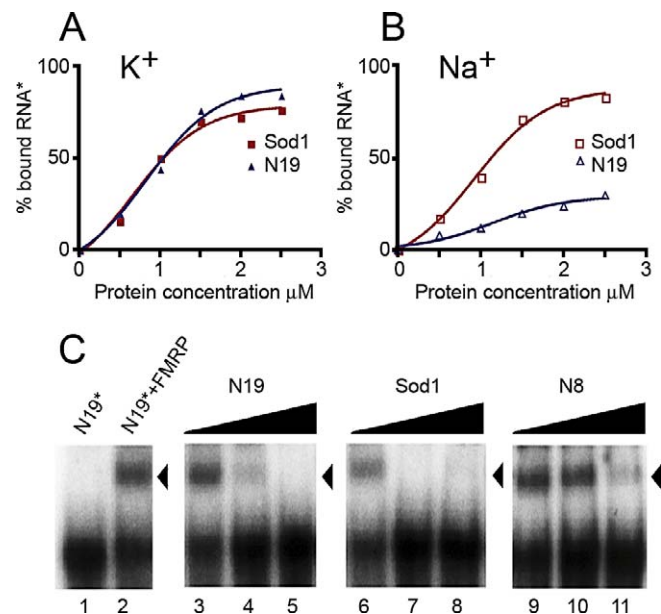 A
B
K+
Na+
% bound RNA*
100
50
0
Sod1
N19
0 1 2 3
Protein concentration μM
% bound RNA*
100
50
0
Sod1
N19
0 1 2 3
Protein concentration μM
C
N19*
N19*+FMRP
N19
Sod1
N8
1 2 3 4 5 6 7 8 9 10 11